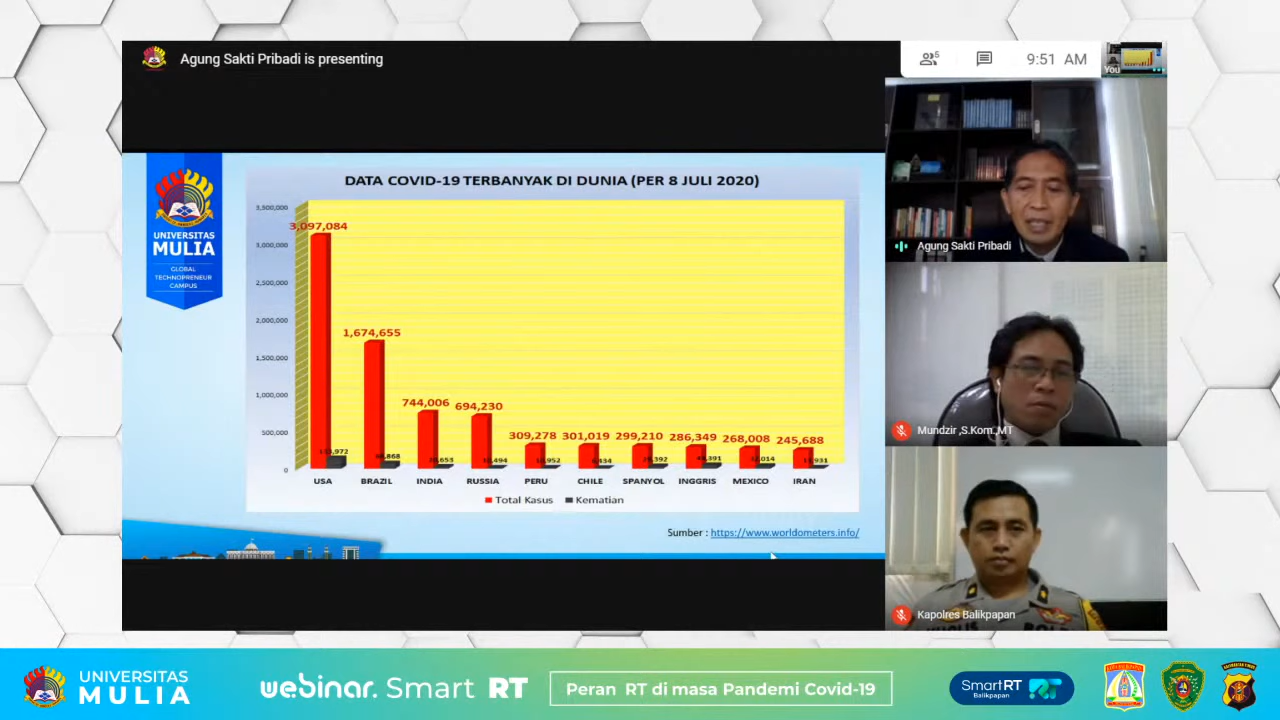 Agung Sakti Pribadi is presenting
6
9:51 AM
You
UNIVERSITAS
MULIA
GLOBAL
TECHNOPRENEUR
CAMPUS
DATA COVID-19 TERBANYAK DI DUNIA (PER 8 JULI 2020)
3,500,000
3,000,000
2,500,000
2,000,000
1,500,000
1,000,000
500,000
0
3,097,084
1,674,655
744,006
694,230
309,278
301,019
299,210
286,349
268,008
245,688
USA BRAZIL INDIA RUSSIA PERU CHILE SPANYOL INGGRIS MEXICO IRAN
Total Kasus Kematian
Sumber : https://www.worldometers.info/
Agung Sakti Pribadi
Mundzir ,S.Kom.,MT
Kapolres Balikpapan
UNIVERSITAS
MULIA
webinar. Smart RT
Peran RT di masa Pandemi Covid-19
SmartRT
Balikpapan